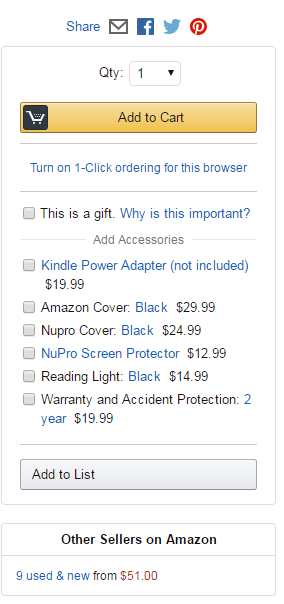 Share
Qty: 1
Add to Cart
Turn on 1-Click ordering for this browser
This is a gift. Why is this important?
Add Accessories
Kindle Power Adapter (not included)
$19.99
Amazon Cover: Black $29.99
Nupro Cover: Black $24.99
NuPro Screen Protector $12.99
Reading Light: Black $14.99
Warranty and Accident Protection: 2
year $19.99
Add to List
Other Sellers on Amazon
9 used & new from $51.00